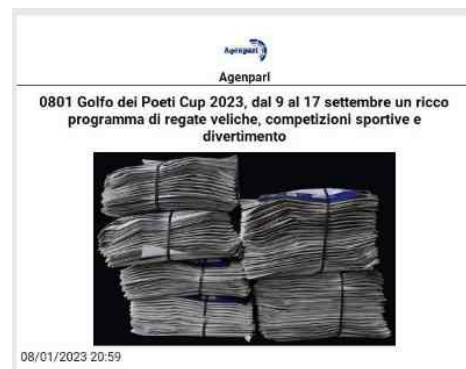 Agenparl
Agenparl
0801 Golfo dei Poeti Cup 2023, dal 9 al 17 settembre un ricco
programma di regate veliche, competizioni sportive e
divertimento
08/01/2023 20:59